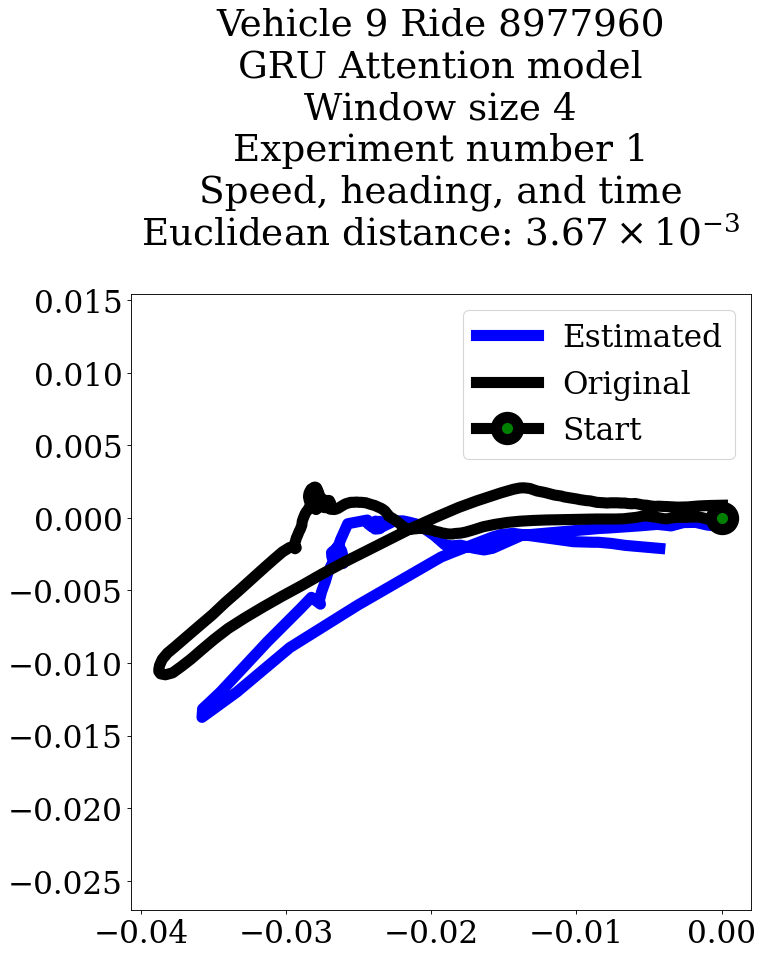 Vehicle 9 Ride 8977960
GRU Attention model
Window size 4
Experiment number 1
Speed, heading, and time
Euclidean distance: 3.67 × 10⁻³
Estimated
Original
Start
0.015
0.010
0.005
0.000
−0.005
−0.010
−0.015
−0.020
−0.025
−0.04 −0.03 −0.02 −0.01 0.00